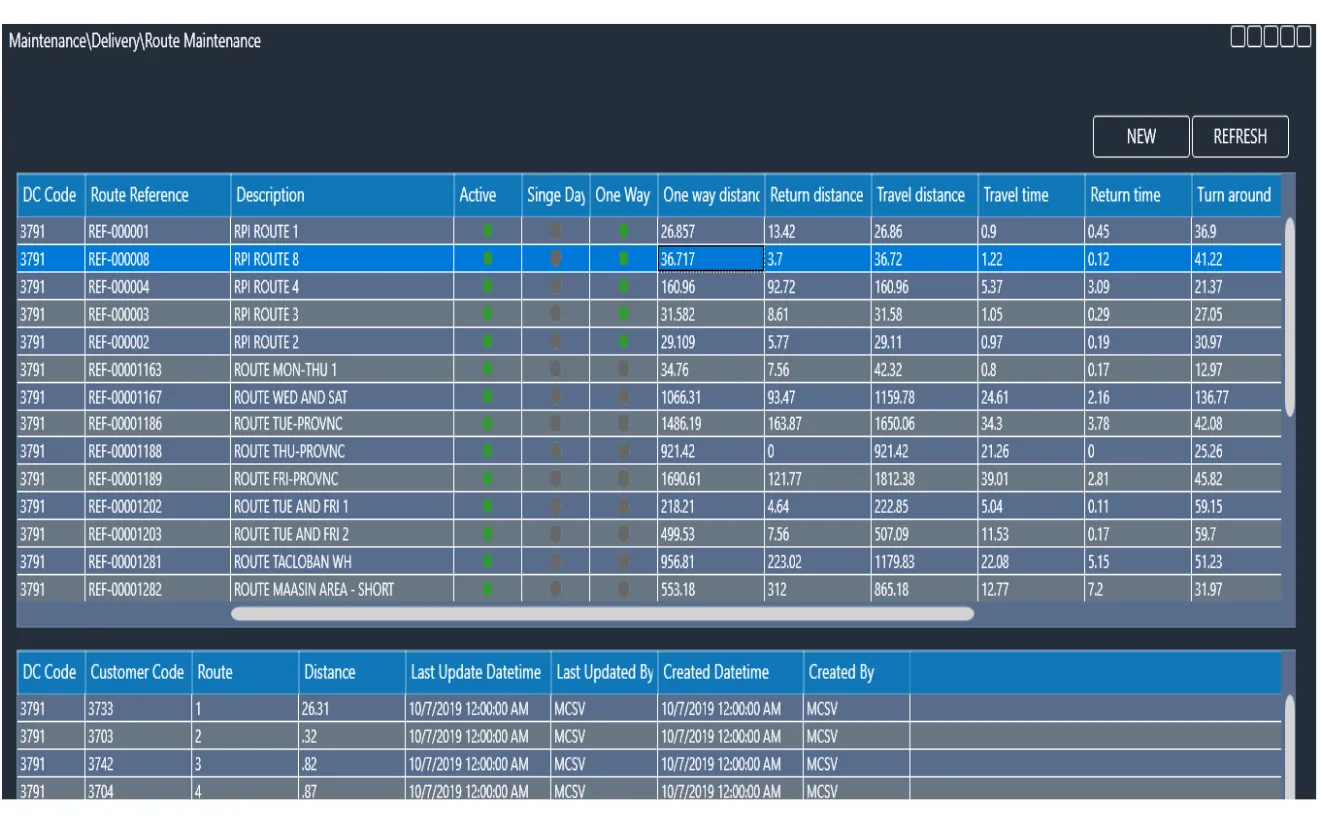 Maintenance\Delivery\Route Maintenance
NEW REFRESH
DC Code Route Reference Description Active Singe Day One Way One way distanc Return distance Travel distance Travel time Return time Turn around
3791 REF-000001 RPI ROUTE 1 26.857 13.42 26.86 0.9 0.45 36.9
3791 REF-000008 RPI ROUTE 8 36.717 3.7 36.72 1.22 0.12 41.22
3791 REF-000004 RPI ROUTE 4 160.96 92.72 160.96 5.37 3.09 21.37
3791 REF-000003 RPI ROUTE 3 31.582 8.61 31.58 1.05 0.29 27.05
3791 REF-000002 RPI ROUTE 2 29.109 5.77 29.11 0.97 0.19 30.97
3791 REF-00001163 ROUTE MON-THU 1 34.76 7.56 42.32 0.8 0.17 12.97
3791 REF-00001167 ROUTE WED AND SAT 1066.31 93.47 1159.78 24.61 2.16 136.77
3791 REF-00001186 ROUTE TUE-PROVNC 1486.19 163.87 1650.06 34.3 3.78 42.08
3791 REF-00001188 ROUTE THU-PROVNC 921.42 0 921.42 21.26 0 25.26
3791 REF-00001189 ROUTE FRI-PROVNC 1690.61 121.77 1812.38 39.01 2.81 45.82
3791 REF-00001202 ROUTE TUE AND FRI 1 218.21 4.64 222.85 5.04 0.11 59.15
3791 REF-00001203 ROUTE TUE AND FRI 2 499.53 7.56 507.09 11.53 0.17 59.7
3791 REF-00001281 ROUTE TACLOBAN WH 956.81 223.02 1179.83 22.08 5.15 51.23
3791 REF-00001282 ROUTE MAASIN AREA - SHORT 553.18 312 865.18 12.77 7.2 31.97
DC Code Customer Code Route Distance Last Update Datetime Last Updated By Created Datetime Created By
3791 3733 1 26.31 10/7/2019 12:00:00 AM MCSV 10/7/2019 12:00:00 AM MCSV
3791 3703 2 .32 10/7/2019 12:00:00 AM MCSV 10/7/2019 12:00:00 AM MCSV
3791 3742 3 .82 10/7/2019 12:00:00 AM MCSV 10/7/2019 12:00:00 AM MCSV
3791 3704 4 .87 10/7/2019 12:00:00 AM MCSV 10/7/2019 12:00:00 AM MCSV